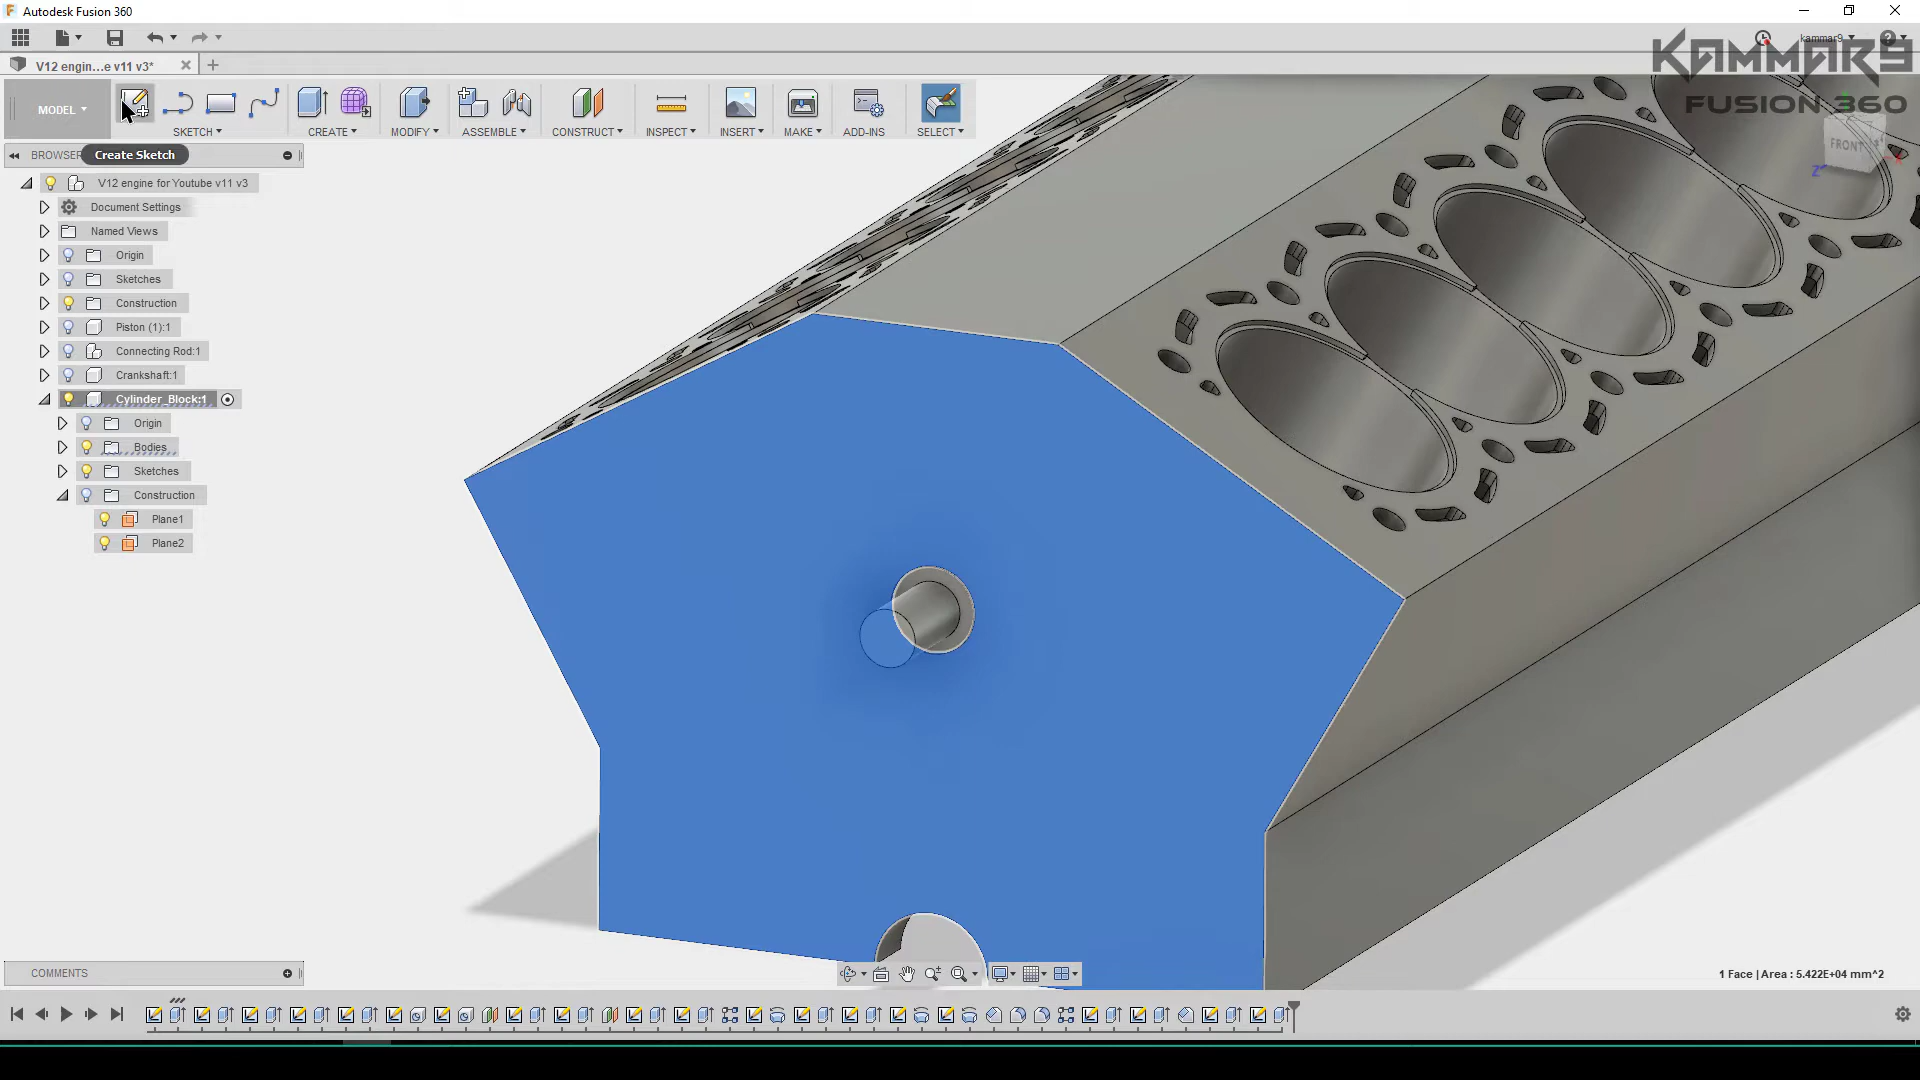 Autodesk Fusion 360
kammar9
KAMMAR9
FUSION 360
V12 engin...e v11 v3*
MODEL
SKETCH
CREATE
MODIFY
ASSEMBLE
CONSTRUCT
INSPECT
INSERT
MAKE
ADD-INS
SELECT
BROWSER
Create Sketch
FRONT
Z
V12 engine for Youtube v11 v3
Document Settings
Named Views
Origin
Sketches
Construction
Piston (1):1
Connecting Rod:1
Crankshaft:1
Cylinder_Block:1
Origin
Bodies
Sketches
Construction
Plane1
Plane2
COMMENTS
1 Face | Area : 5.422E+04 mm^2